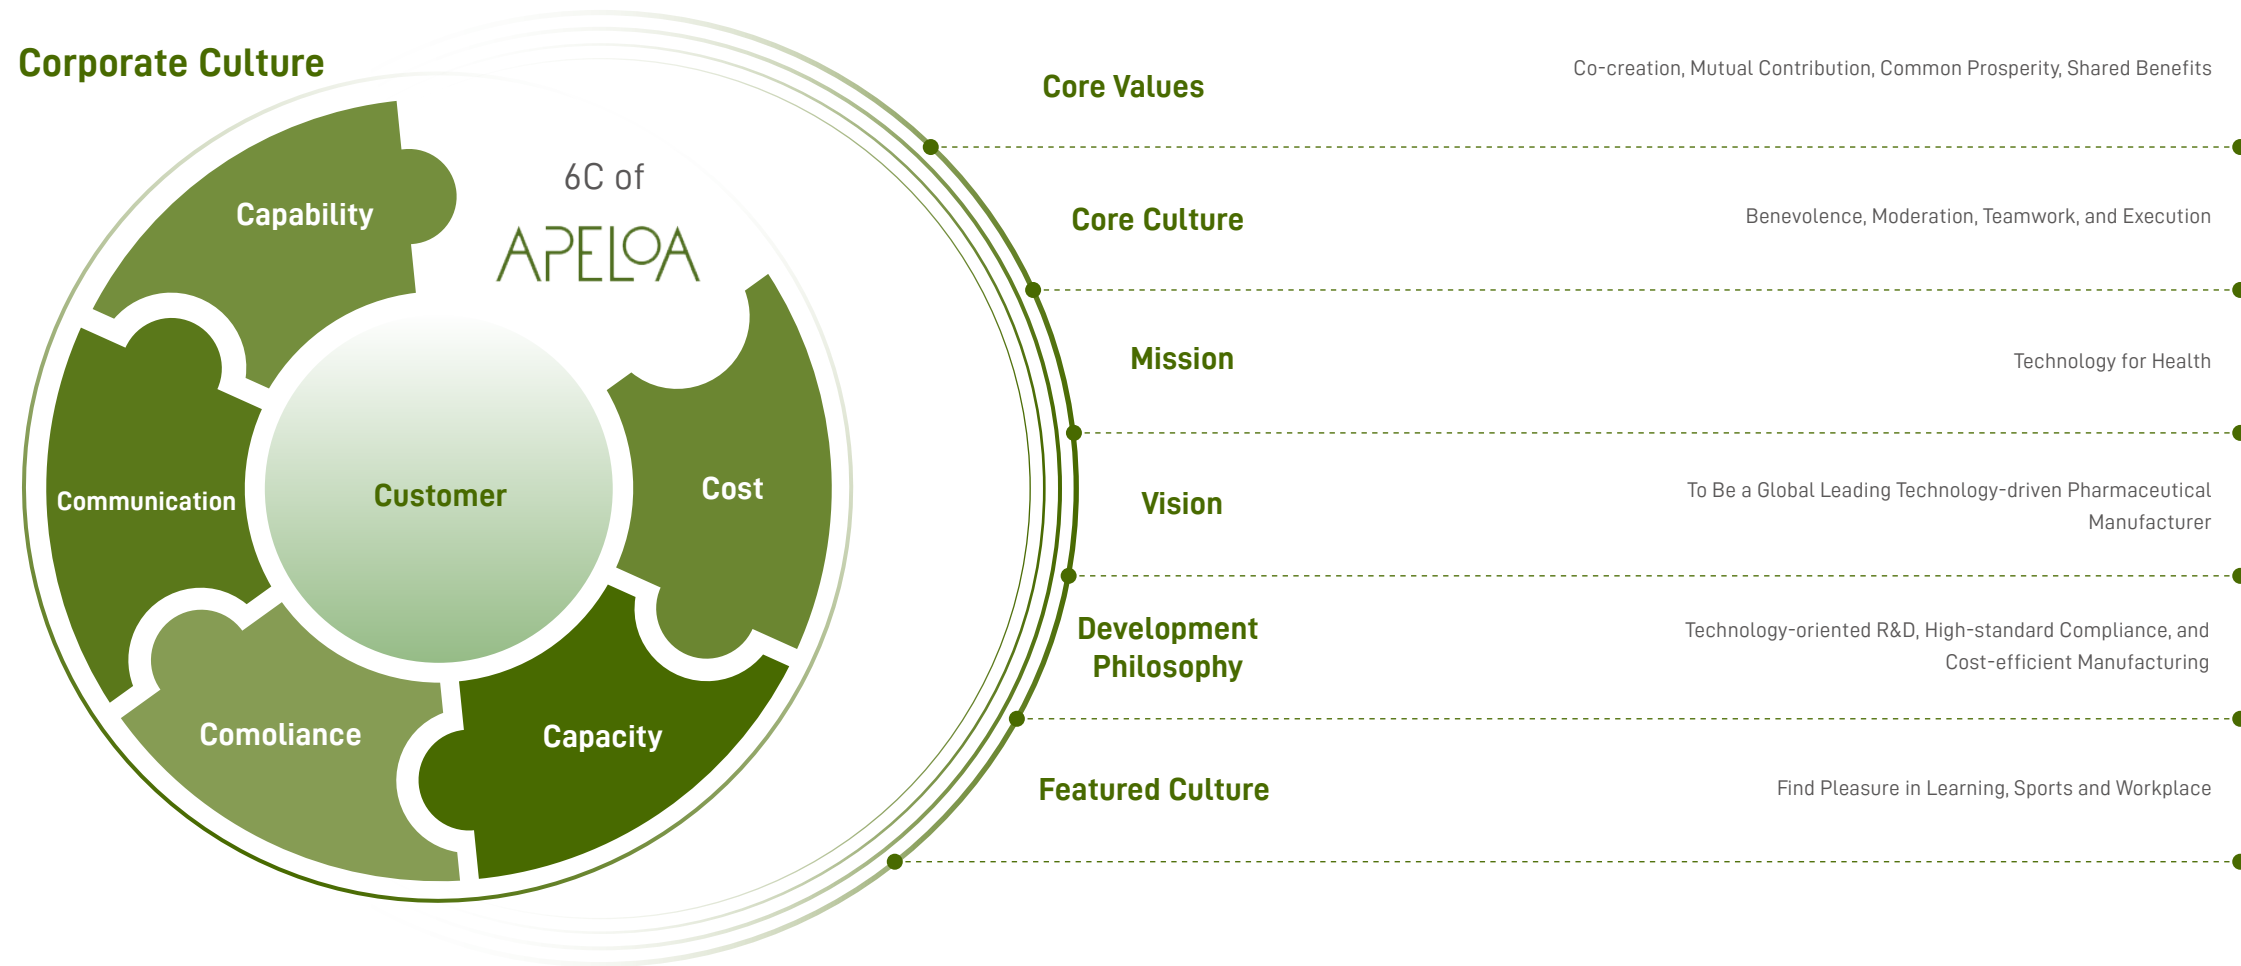 Corporate Culture
6C of
APELOA
Capability
Communication
Customer
Cost
Comoliance
Capacity
Core Values
Co-creation, Mutual Contribution, Common Prosperity, Shared Benefits
Core Culture
Benevolence, Moderation, Teamwork, and Execution
Mission
Technology for Health
Vision
To Be a Global Leading Technology-driven Pharmaceutical
Manufacturer
Development
Philosophy
Technology-oriented R&D, High-standard Compliance, and
Cost-efficient Manufacturing
Featured Culture
Find Pleasure in Learning, Sports and Workplace